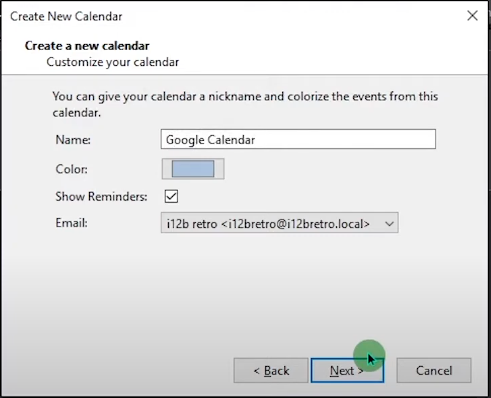 Create New Calendar
Create a new calendar
Customize your calendar
You can give your calendar a nickname and colorize the events from this
calendar.
Name: Google Calendar
Color:
Show Reminders:
Email: i12b retro <i12bretro@i12bretro.local>
< Back Next > Cancel